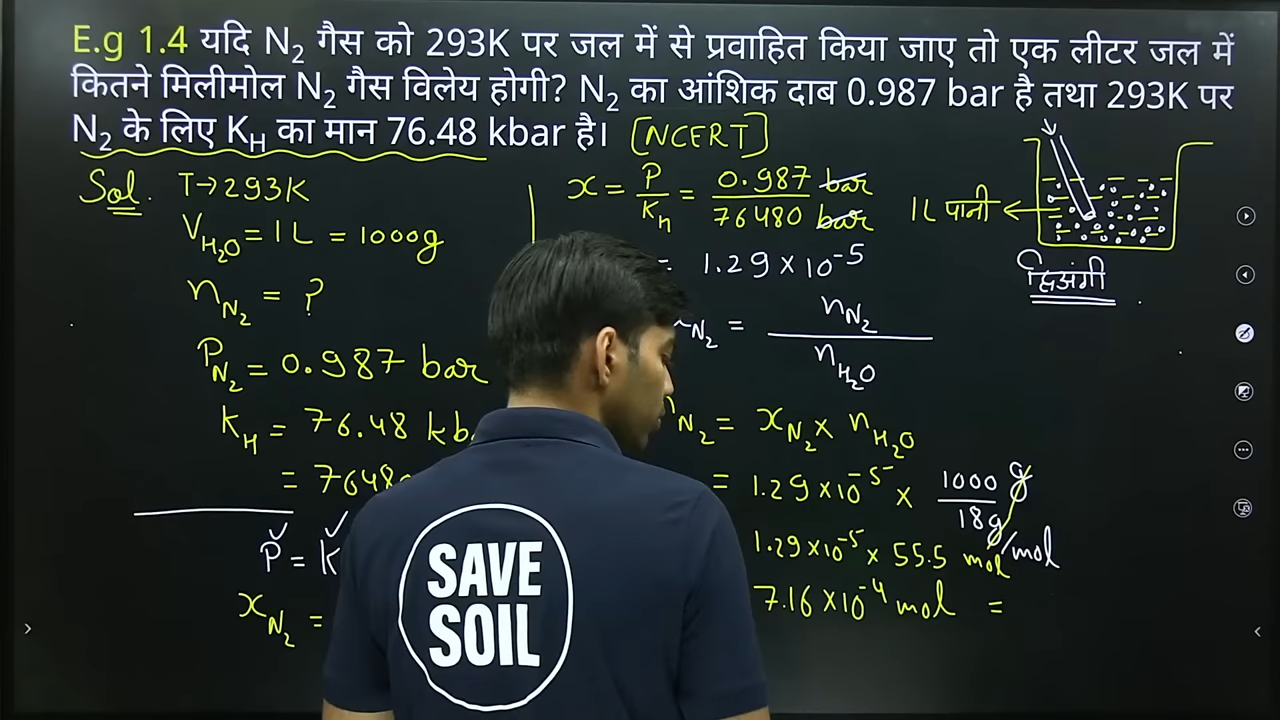 E.g 1.4 यदि N₂ गैस को 293K पर जल में से प्रवाहित किया जाए तो एक लीटर जल में
कितने मिलीमोल N₂ गैस विलेय होगी? N₂ का आंशिक दाब 0.987 bar है तथा 293K पर
N₂ के लिए K_H का मान 76.48 kbar है। [NCERT]
Sol. T→293K
V_H₂O = 1L = 1000g
n_N₂ = ?
P_N₂ = 0.987 bar
K_H = 76.48 kb
= 7648
P = K
x_N₂ =
x = P/K_H = 0.987 bar / 76480 bar
= 1.29 × 10⁻⁵
x_N₂ = n_N₂ / n_H₂O
n_N₂ = x_N₂ × n_H₂O
= 1.29 × 10⁻⁵ × 1000 g / 18g/mol
1.29 × 10⁻⁵ × 55.5 mol
7.16 × 10⁻⁴ mol =
1L पानी
द्विअंगी
SAVE
SOIL